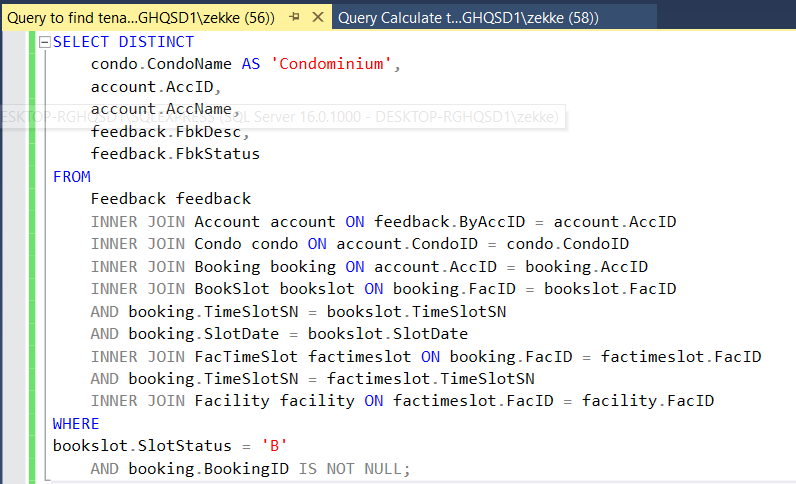 Query to find tena...GHQSD1\zekke (56))
Query Calculate t...GHQSD1\zekke (58))
SELECT DISTINCT
condo.CondoName AS 'Condominium',
account.AccID,
account.AccName,
ESKTOP-RGHQSD1\SQLEXPRESS (SQL Server 16.0.1000 - DESKTOP-RGHQSD1\zekke)
feedback.FbkDesc,
feedback.FbkStatus
FROM
Feedback feedback
INNER JOIN Account account ON feedback.ByAccID = account.AccID
INNER JOIN Condo condo ON account.CondoID = condo.CondoID
INNER JOIN Booking booking ON account.AccID = booking.AccID
INNER JOIN BookSlot bookslot ON booking.FacID = bookslot.FacID
AND booking.TimeSlotSN = bookslot.TimeSlotSN
AND booking.SlotDate = bookslot.SlotDate
INNER JOIN FacTimeSlot factimeslot ON booking.FacID = factimeslot.FacID
AND booking.TimeSlotSN = factimeslot.TimeSlotSN
INNER JOIN Facility facility ON factimeslot.FacID = facility.FacID
WHERE
bookslot.SlotStatus = 'B'
AND booking.BookingID IS NOT NULL;